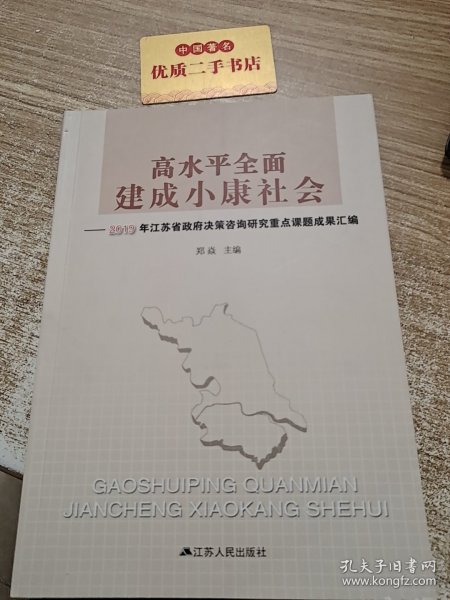 中国著名
优质二手书店
高水平全面
建成小康社会
——2019年江苏省政府决策咨询研究重点课题成果汇编
郑焱 主编
GAOSHUIPING QUANMIAN
JIANCHENG XIAOKANG SHEHUI
江苏人民出版社
孔夫子旧书网
www.kongfz.com